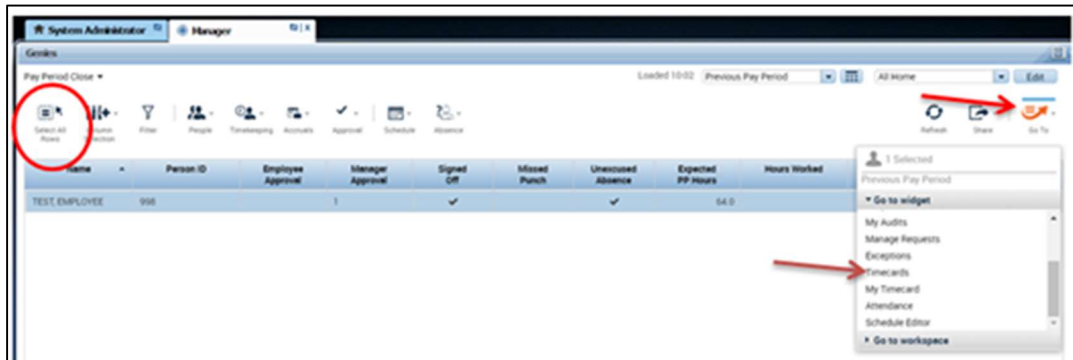 System Administrator Manager
Genies
Pay Period Close Loaded 10:02 Previous Pay Period All Home Edit
Select All Rows Column Selection Filter People Timekeeping Accruals Approval Schedule Absence Refresh Share Go To
Name Person ID Employee Approval Manager Approval Signed Off Missed Punch Unexcused Absence Expected PP Hours Hours Worked
TEST, EMPLOYEE 998 1 64.0
1 Selected
Previous Pay Period
Go to widget
My Audits
Manage Requests
Exceptions
Timecards
My Timecard
Attendance
Schedule Editor
Go to workspace